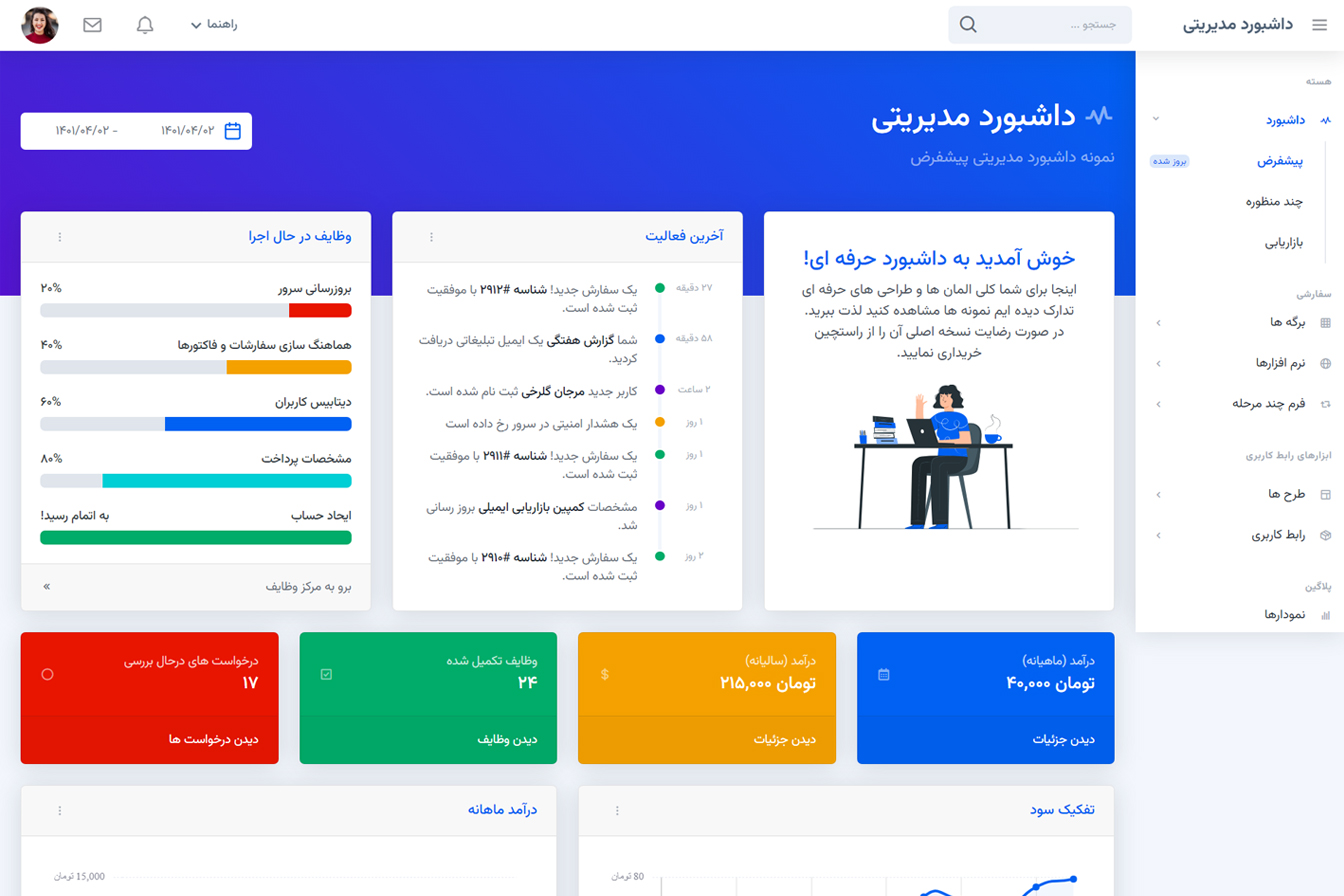 داشبورد مدیریتی
جستجو ...
راهنما
هسته
داشبورد
پیشفرض
بروز شده
چند منظوره
بازاریابی
سفارشی
برگه ها
نرم افزارها
فرم چند مرحله
ابزارهای رابط کاربری
طرح ها
رابط کاربری
پلاگین
نمودارها
داشبورد مدیریتی
نمونه داشبورد مدیریتی پیشفرض
۱۴۰۱/۰۴/۰۲ - ۱۴۰۱/۰۴/۰۲
خوش آمدید به داشبورد حرفه ای!
اینجا برای شما کلی المان ها و طراحی های حرفه ای
تدارک دیده ایم نمونه ها مشاهده کنید لذت ببرید.
در صورت رضایت نسخه اصلی آن را از راستچین
خریداری نمایید.
آخرین فعالیت
۲۷ دقیقه
یک سفارش جدید! شناسه #۲۹۱۲ با موفقیت
ثبت شده است.
۵۸ دقیقه
شما گزارش هفتگی یک ایمیل تبلیغاتی دریافت
کردید.
۲ ساعت
کاربر جدید مرجان گلرخی ثبت نام شده است.
۱ روز
یک هشدار امنیتی در سرور رخ داده است
۱ روز
یک سفارش جدید! شناسه #۲۹۱۱ با موفقیت
ثبت شده است.
۱ روز
مشخصات کمپین بازاریابی ایمیلی بروز رسانی
شد.
۲ روز
یک سفارش جدید! شناسه #۲۹۱۰ با موفقیت
ثبت شده است.
وظایف در حال اجرا
بروزرسانی سرور
۲۰%
هماهنگ سازی سفارشات و فاکتورها
۴۰%
دیتابیس کاربران
۶۰%
مشخصات پرداخت
۸۰%
ایحاد حساب
به اتمام رسید!
برو به مرکز وظایف
درآمد (ماهیانه)
تومان ۴۰,۰۰۰
دیدن جزئیات
درآمد (سالیانه)
تومان ۲۱۵,۰۰۰
دیدن جزئیات
وظایف تکمیل شده
۲۴
دیدن وظایف
درخواست های درحال بررسی
۱۷
دیدن درخواست ها
تفکیک سود
80 تومان
درآمد ماهانه
15,000 تومان